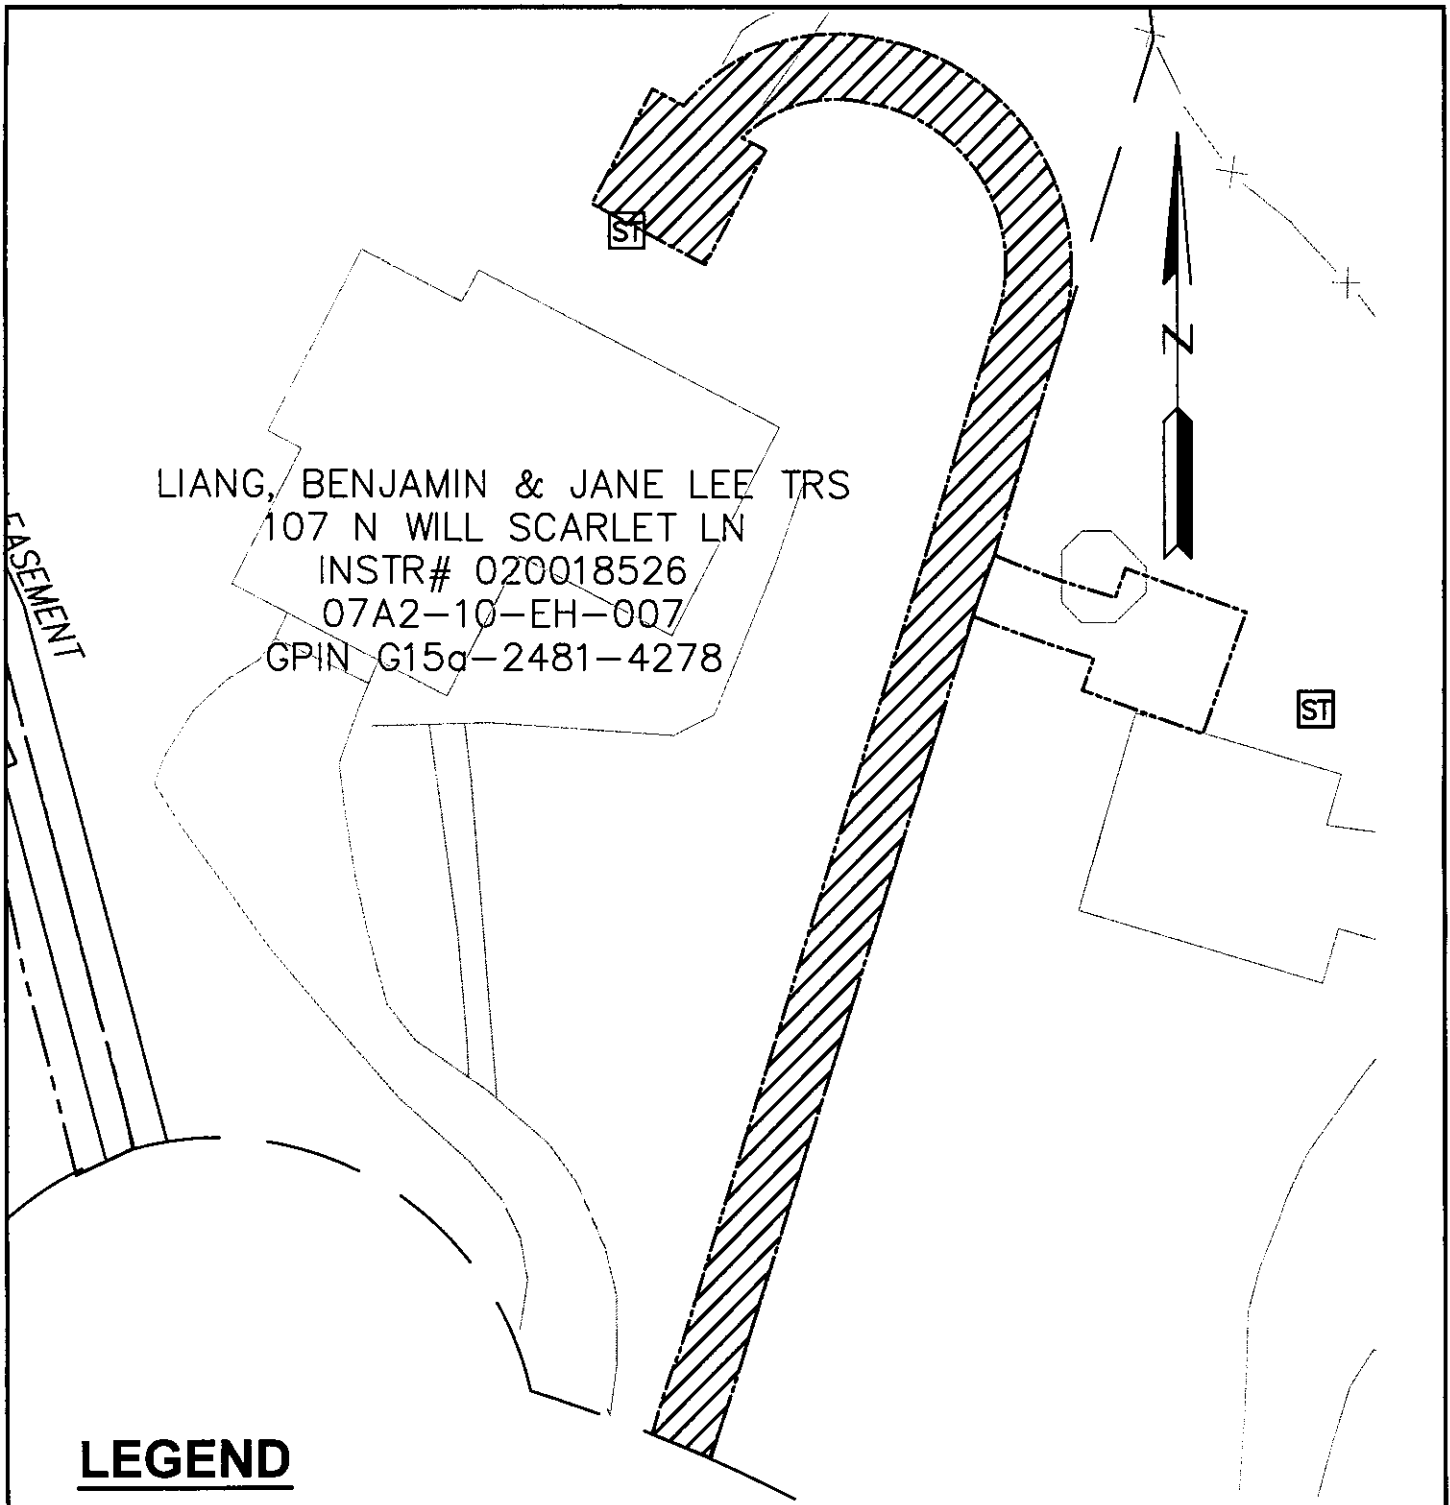 ST
N
LIANG, BENJAMIN & JANE LEE TRS
107 N WILL SCARLET LN
INSTR# 020018526
07A2-10-EH-007
GPIN G15a-2481-4278
EASEMENT
ST
LEGEND